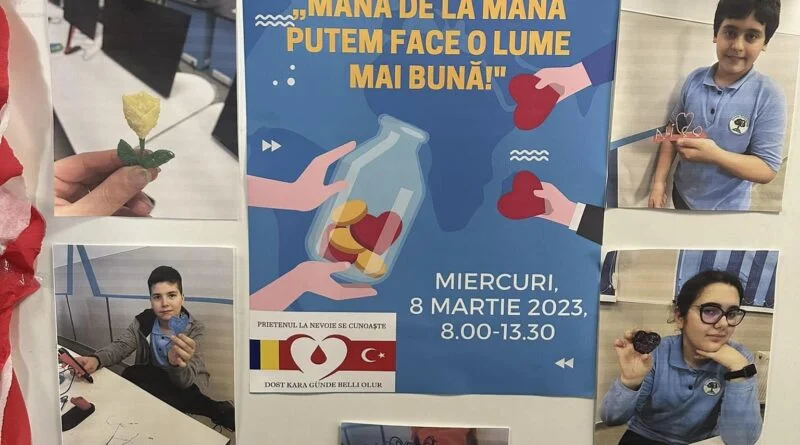 „MÂNĂ DE LA MÂNĂ
PUTEM FACE O LUME
MAI BUNĂ!"
MIERCURI,
8 MARTIE 2023,
8.00-13.30
PRIETENUL LA NEVOIE SE CUNOAȘTE
DOST KARA GÜNDE BELLI OLUR